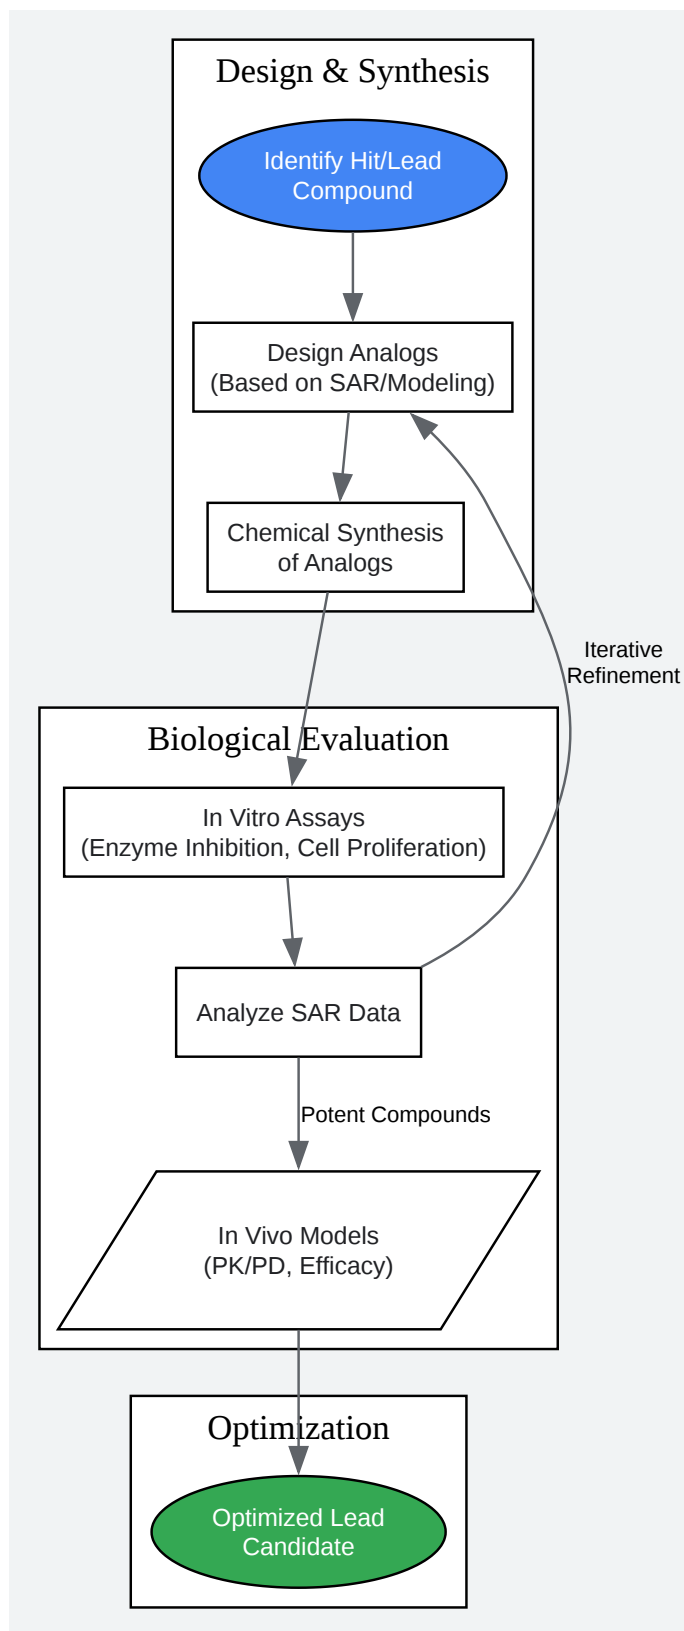 Design & Synthesis
Identify Hit/Lead
Compound
Design Analogs
(Based on SAR/Modeling)
Chemical Synthesis
of Analogs
Iterative
Refinement
Biological Evaluation
In Vitro Assays
(Enzyme Inhibition, Cell Proliferation)
Analyze SAR Data
Potent Compounds
In Vivo Models
(PK/PD, Efficacy)
Optimization
Optimized Lead
Candidate